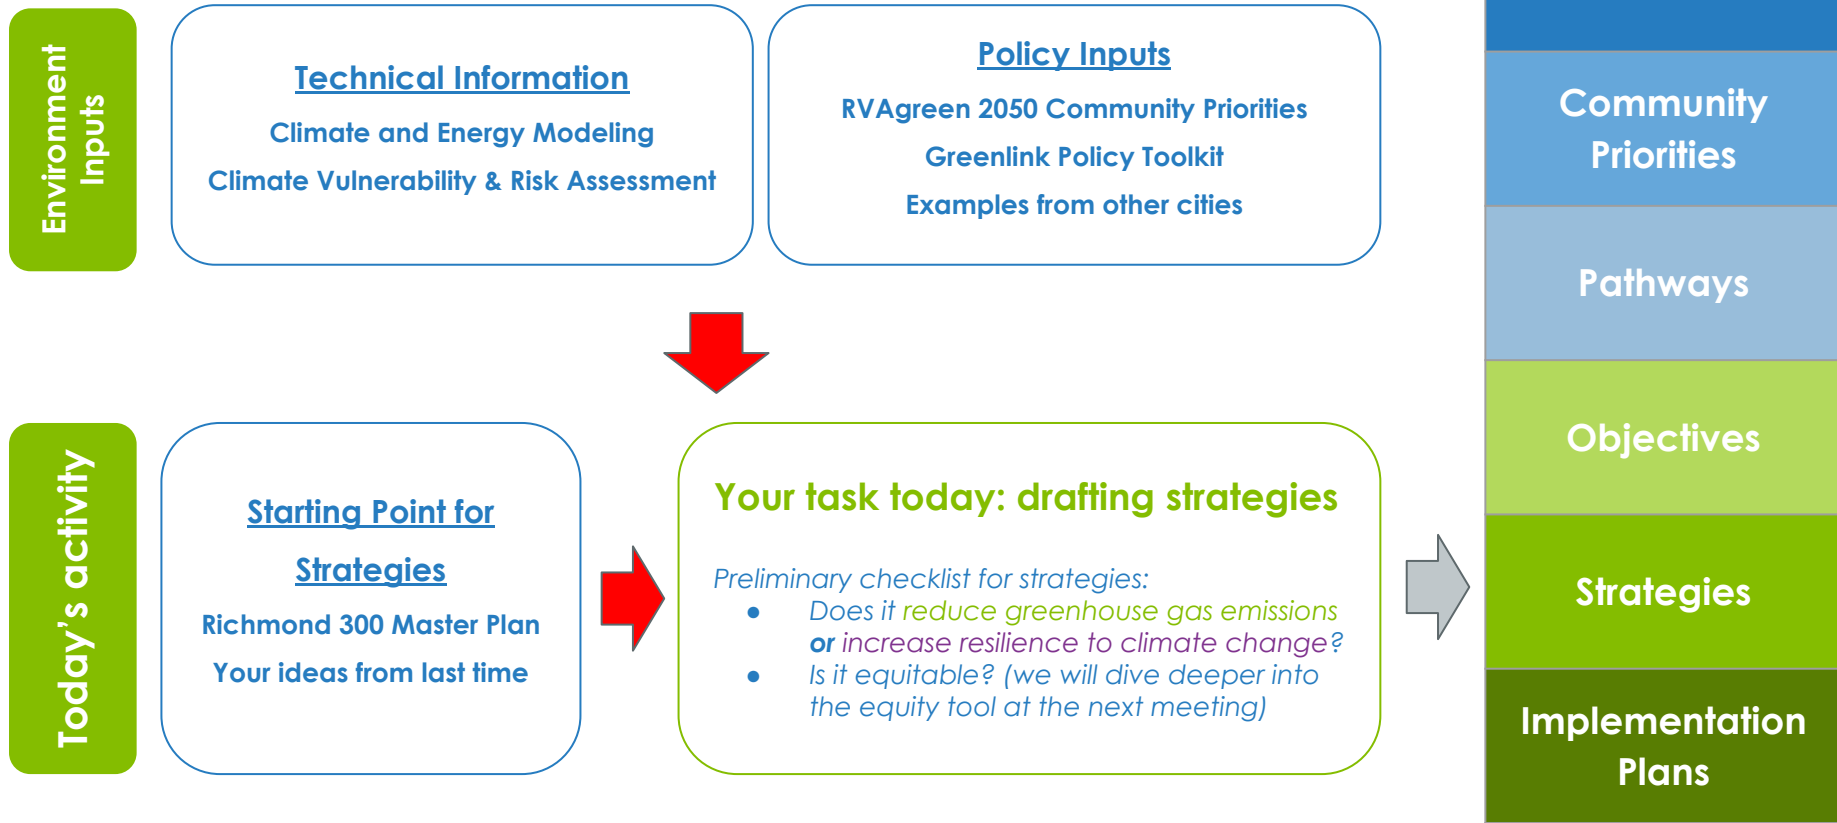 Environment
Inputs
Technical Information
Climate and Energy Modeling
Climate Vulnerability & Risk Assessment
Policy Inputs
RVAgreen 2050 Community Priorities
Greenlink Policy Toolkit
Examples from other cities
Today’s activity
Starting Point for
Strategies
Richmond 300 Master Plan
Your ideas from last time
Your task today: drafting strategies
Preliminary checklist for strategies:
● Does it reduce greenhouse gas emissions
or increase resilience to climate change?
● Is it equitable? (we will dive deeper into
the equity tool at the next meeting)
Community
Priorities
Pathways
Objectives
Strategies
Implementation
Plans